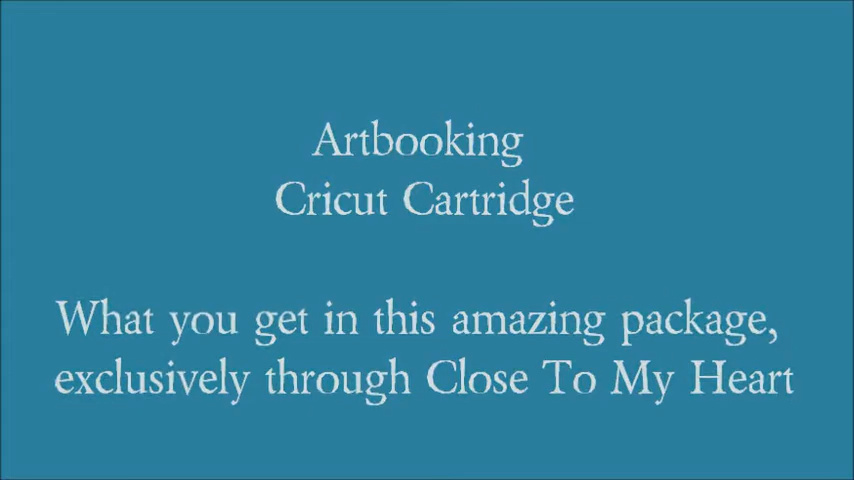 Artbooking
Cricut Cartridge
What you get in this amazing package,
exclusively through Close To My Heart